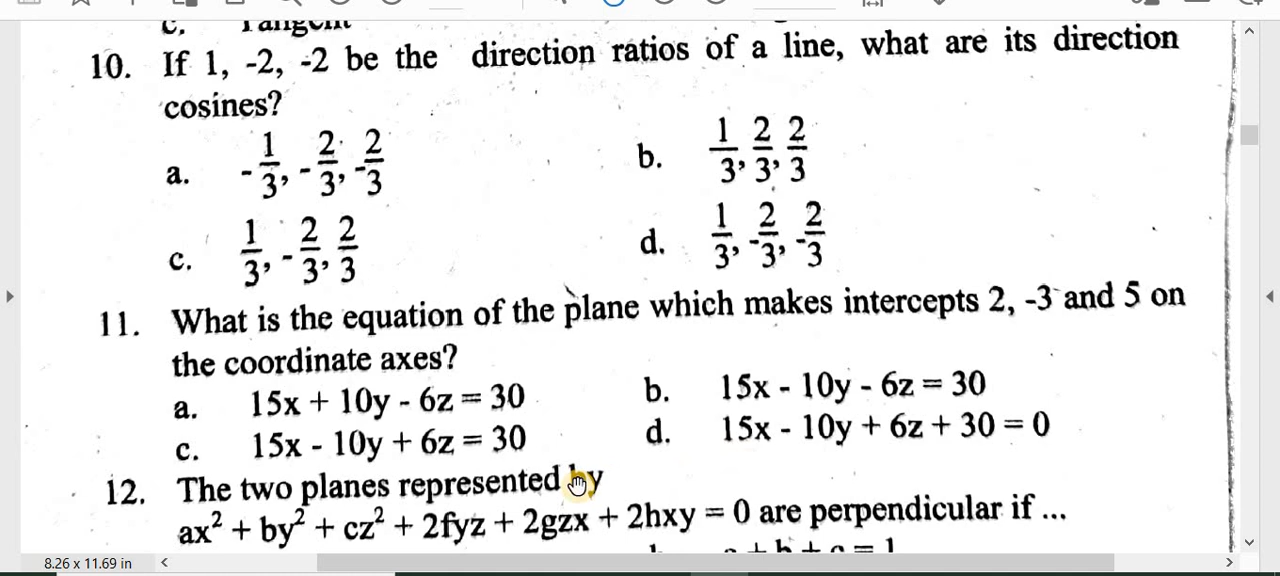 c. Tangent
10. If 1, -2, -2 be the direction ratios of a line, what are its direction
cosines?
a. -1/3, -2/3, -2/3 b. 1/3, 2/3, 2/3
c. 1/3, -2/3, 2/3 d. 1/3, -2/3, -2/3
11. What is the equation of the plane which makes intercepts 2, -3 and 5 on
the coordinate axes?
a. 15x + 10y - 6z = 30 b. 15x - 10y - 6z = 30
c. 15x - 10y + 6z = 30 d. 15x - 10y + 6z + 30 = 0
12. The two planes represented by
ax² + by² + cz² + 2fyz + 2gzx + 2hxy = 0 are perpendicular if ...
a + b + c = 1
8.26 x 11.69 in